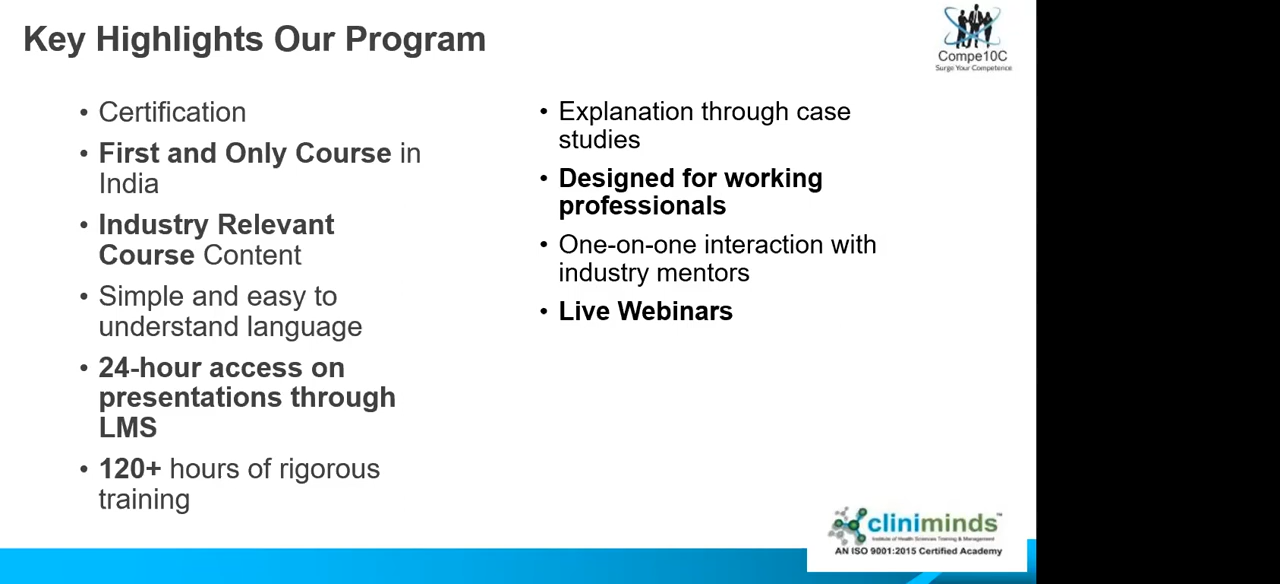 Key Highlights Our Program
Compe10C
Surge Your Competence
• Certification
• First and Only Course in
India
• Industry Relevant
Course Content
• Simple and easy to
understand language
• 24-hour access on
presentations through
LMS
• 120+ hours of rigorous
training
• Explanation through case
studies
• Designed for working
professionals
• One-on-one interaction with
industry mentors
• Live Webinars
cliniminds™
Institute of Health Sciences Training & Management
AN ISO 9001:2015 Certified Academy